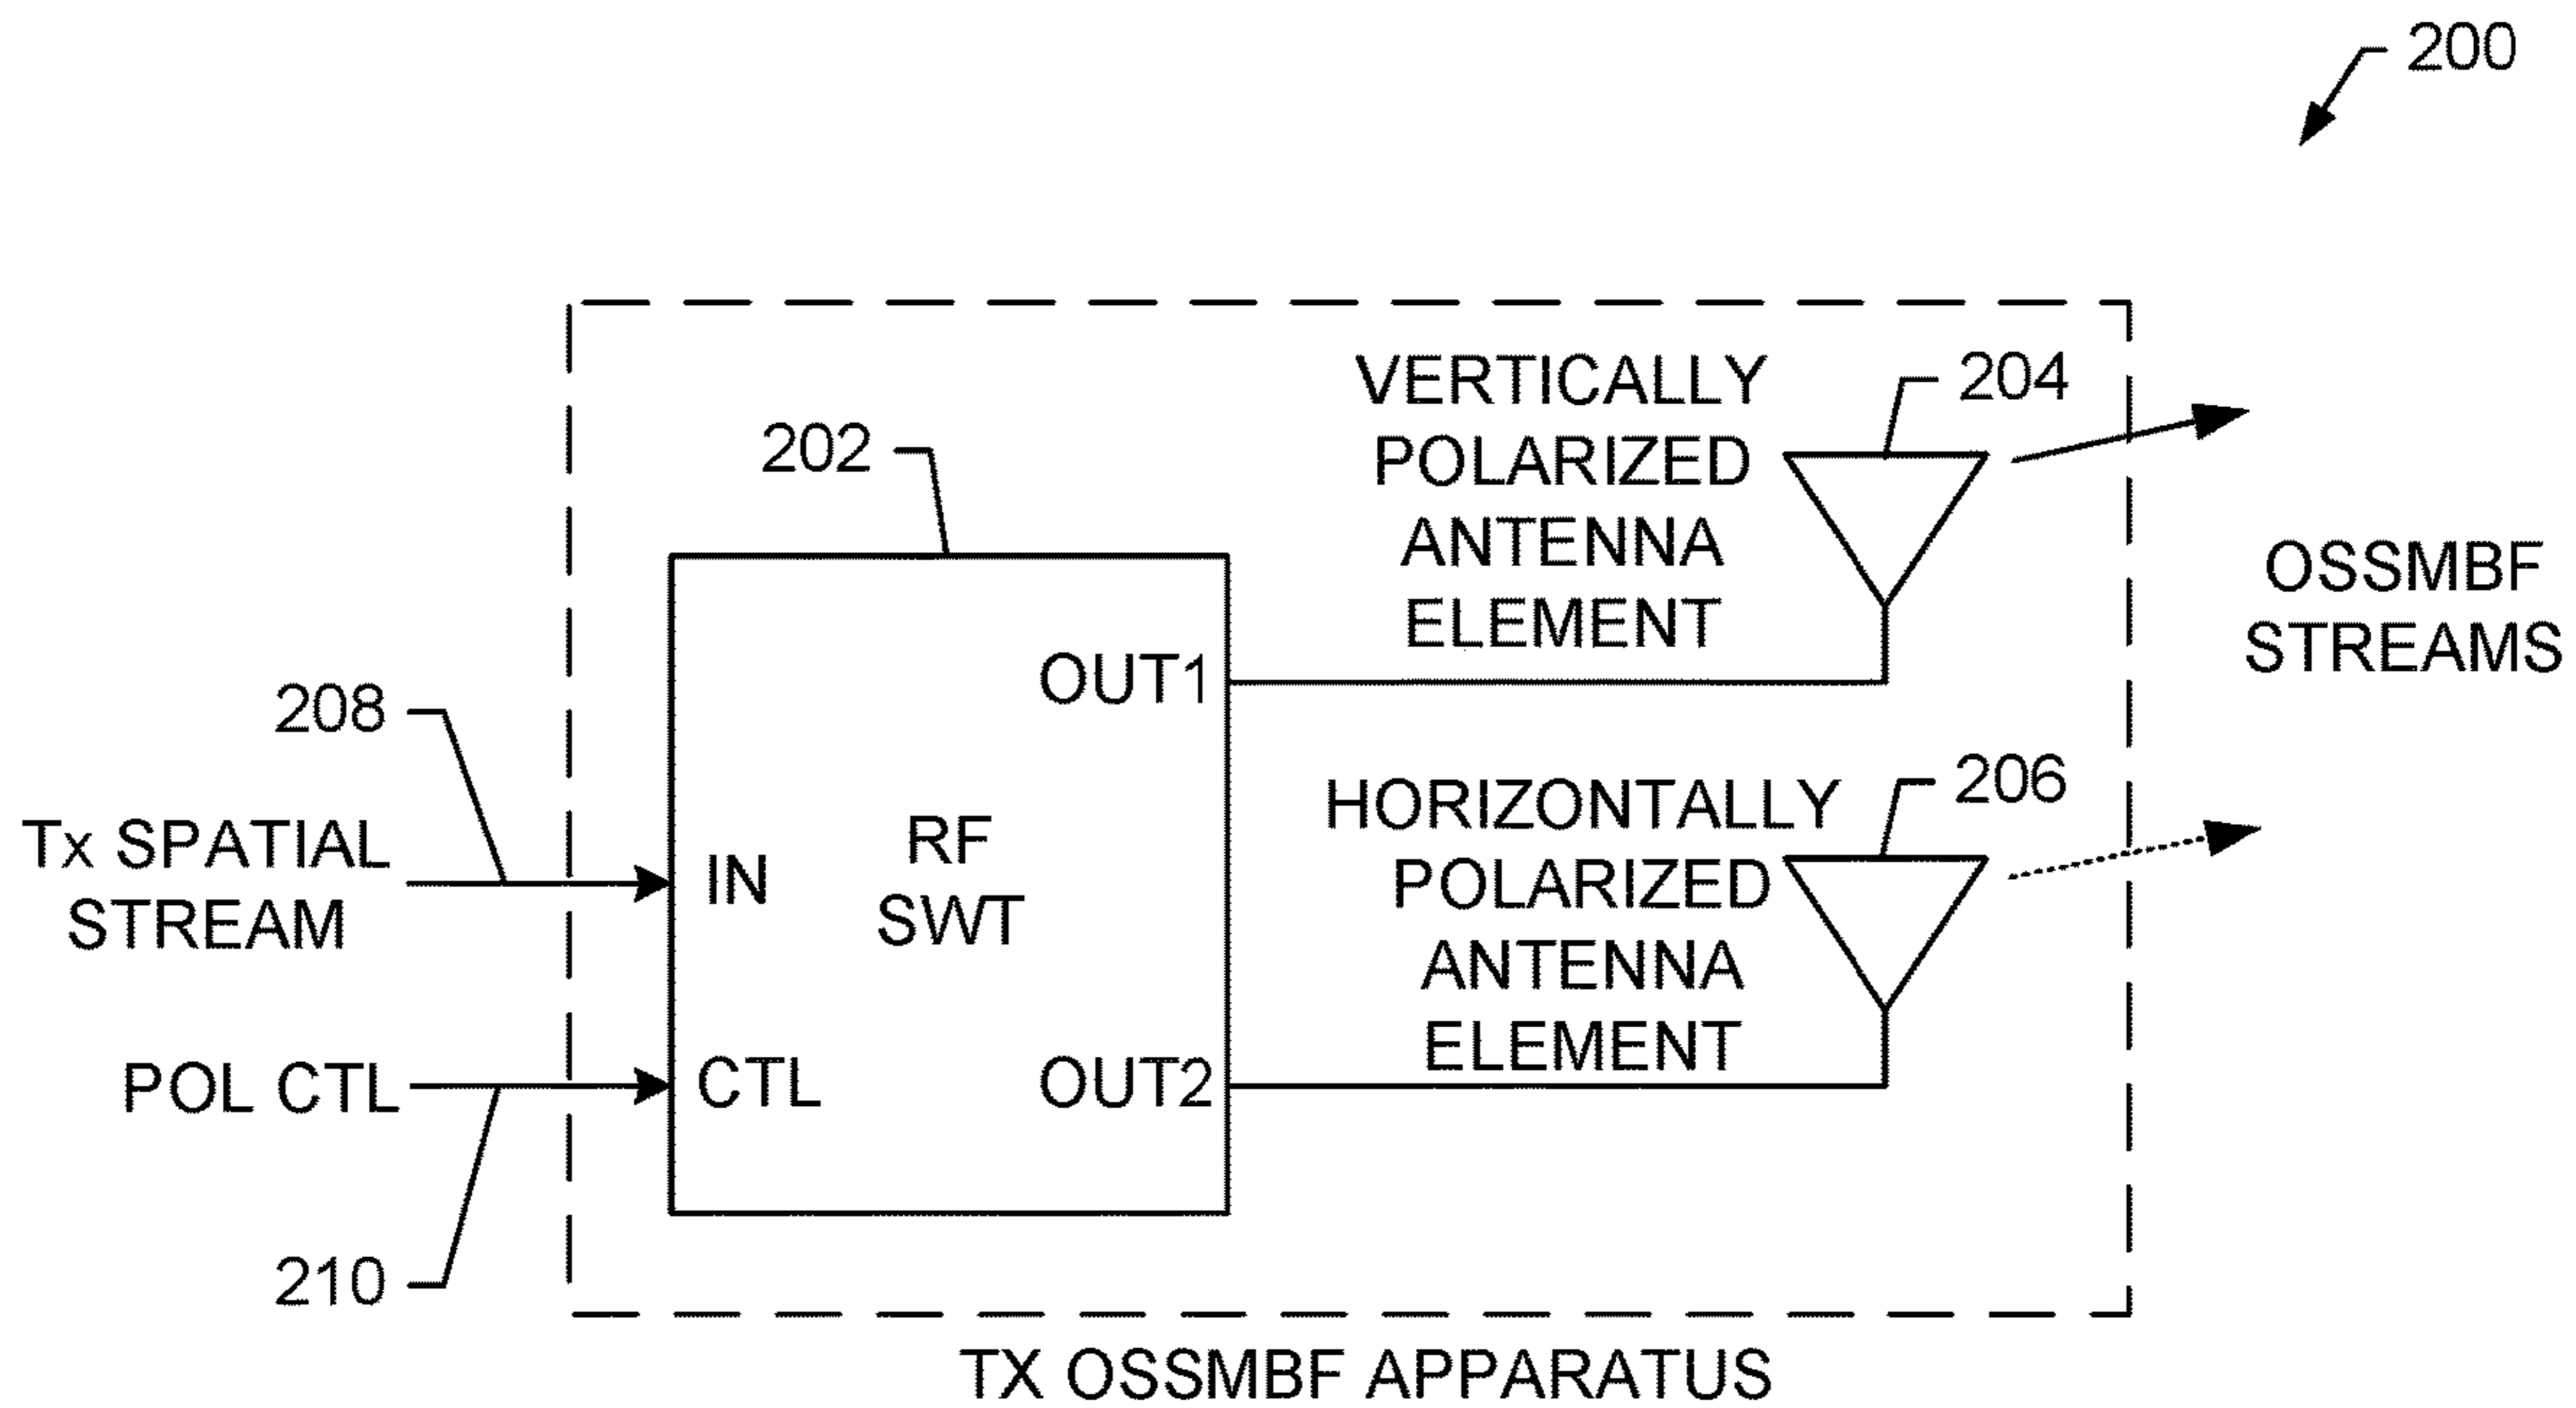 200
VERTICALLY
POLARIZED
ANTENNA
ELEMENT
204
202
OSSMBF
STREAMS
OUT1
208
HORIZONTALLY
POLARIZED
ANTENNA
ELEMENT
206
Tx SPATIAL
STREAM
IN
RF
SWT
POL CTL
CTL
OUT2
210
TX OSSMBF APPARATUS